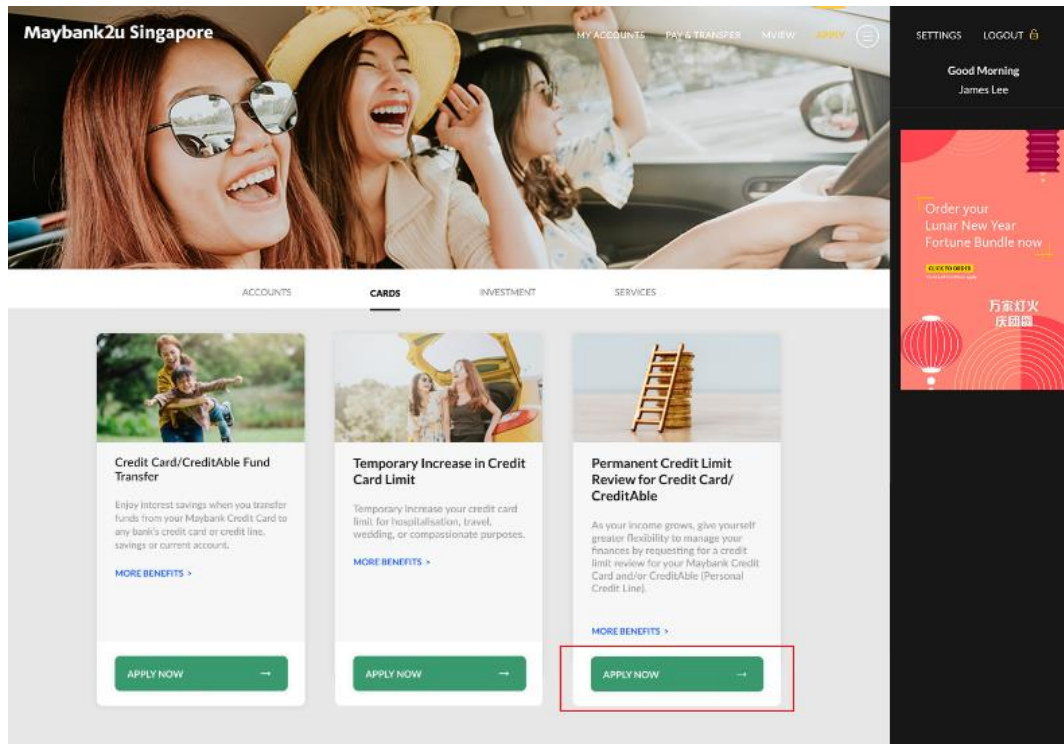 Maybank2u Singapore
MY ACCOUNTS PAY & TRANSFER MVIEW APPLY
SETTINGS LOGOUT
Good Morning
James Lee
Order your
Lunar New Year
Fortune Bundle now
CLICK TO ORDER
万家灯火
庆团圆
ACCOUNTS CARDS INVESTMENT SERVICES
Credit Card/CreditAble Fund
Transfer
Enjoy interest savings when you transfer
funds from your Maybank Credit Card to
any bank's credit card or credit line,
savings or current account.
MORE BENEFITS >
APPLY NOW →
Temporary Increase in Credit
Card Limit
Temporary increase your credit card
limit for hospitalisation, travel,
wedding, or compassionate purposes.
MORE BENEFITS >
APPLY NOW →
Permanent Credit Limit
Review for Credit Card/
CreditAble
As your income grows, give yourself
greater flexibility to manage your
finances by requesting for a credit
limit review for your Maybank Credit
Card and/or CreditAble (Personal
Credit Line).
MORE BENEFITS >
APPLY NOW →